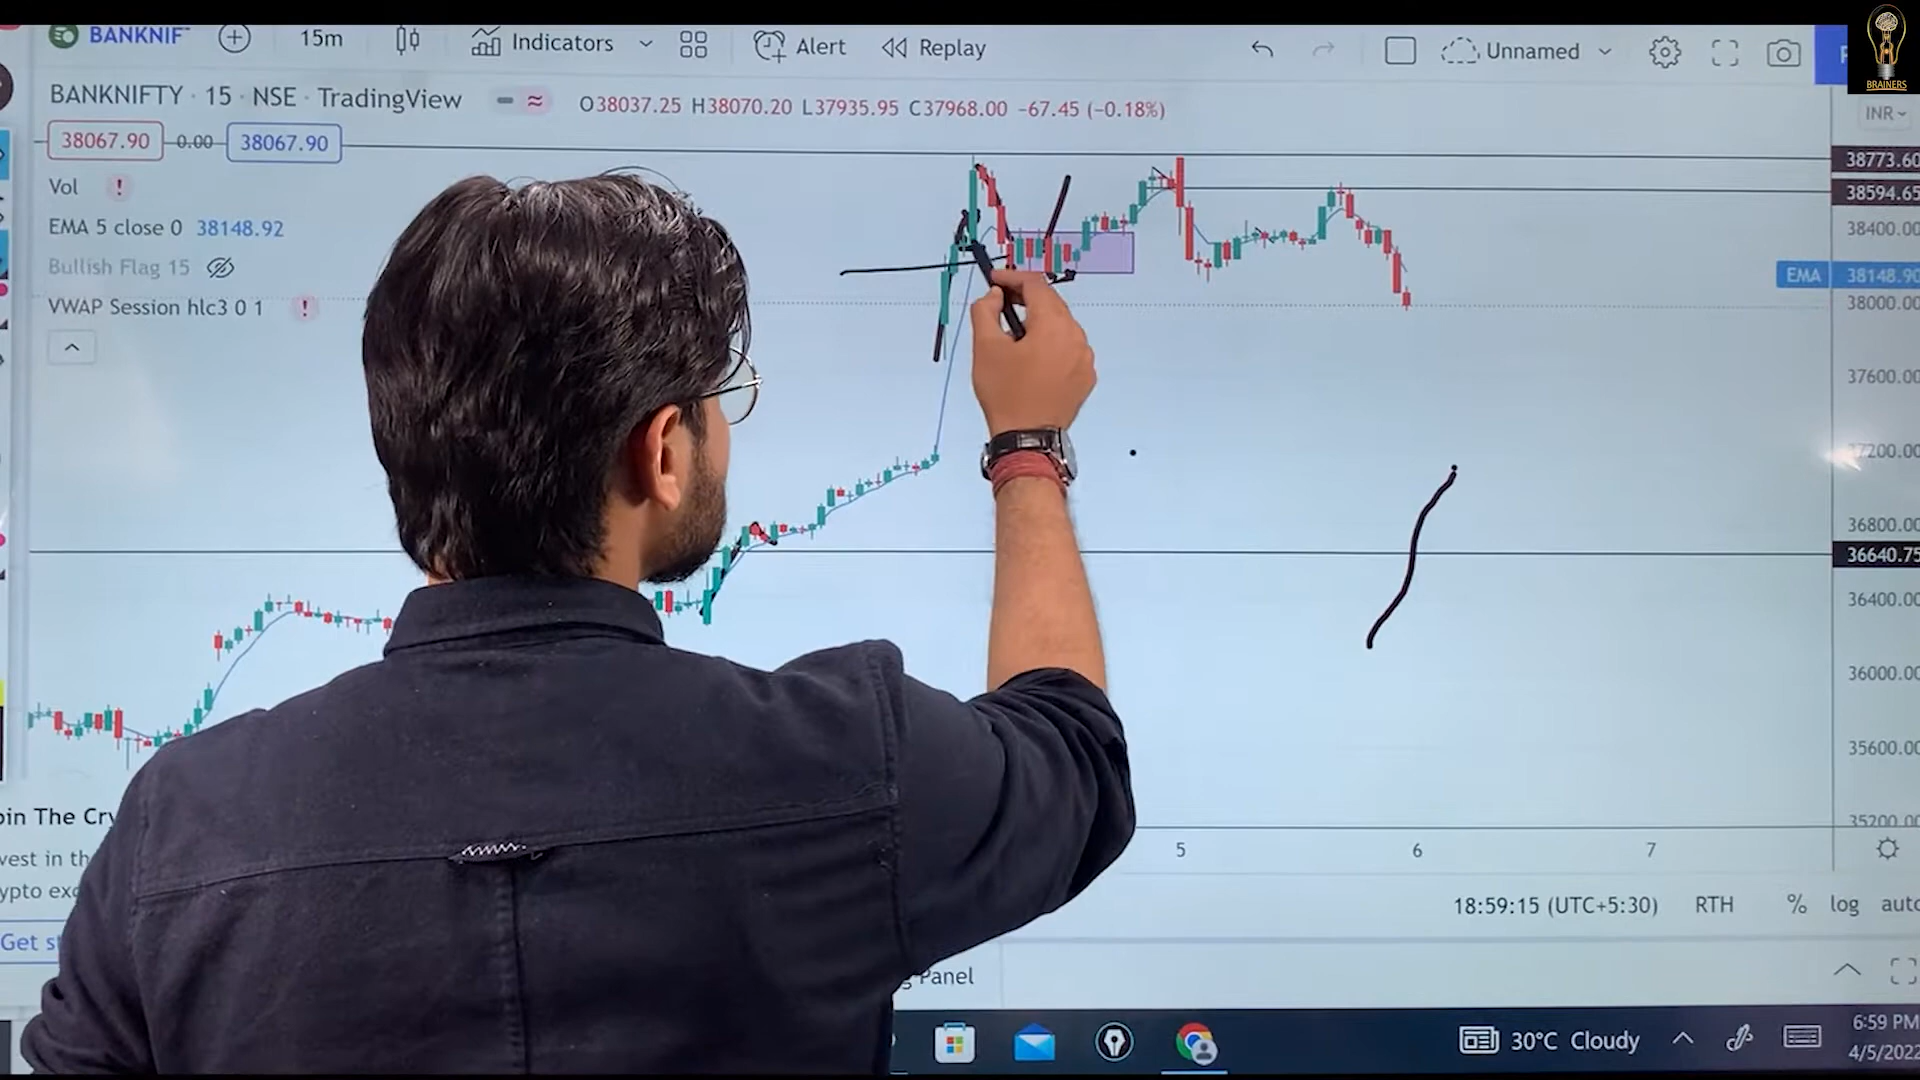 BANKNIF
15m
Indicators
Alert
Replay
Unnamed
BRAINERS
BANKNIFTY · 15 · NSE · TradingView
O38037.25 H38070.20 L37935.95 C37968.00 −67.45 (−0.18%)
INR
38067.90
0.00
38067.90
Vol
EMA 5 close 0 38148.92
Bullish Flag 15
VWAP Session hlc3 0 1
38773.60
38594.65
38400.00
EMA 38148.90
38000.00
37600.00
37200.00
36800.00
36640.75
36400.00
36000.00
35600.00
35200.00
oin The Cry
vest in th
ypto exc
Get st
5
6
7
18:59:15 (UTC+5:30)
RTH
%
log
auto
Panel
30°C Cloudy
6:59 PM
4/5/2022